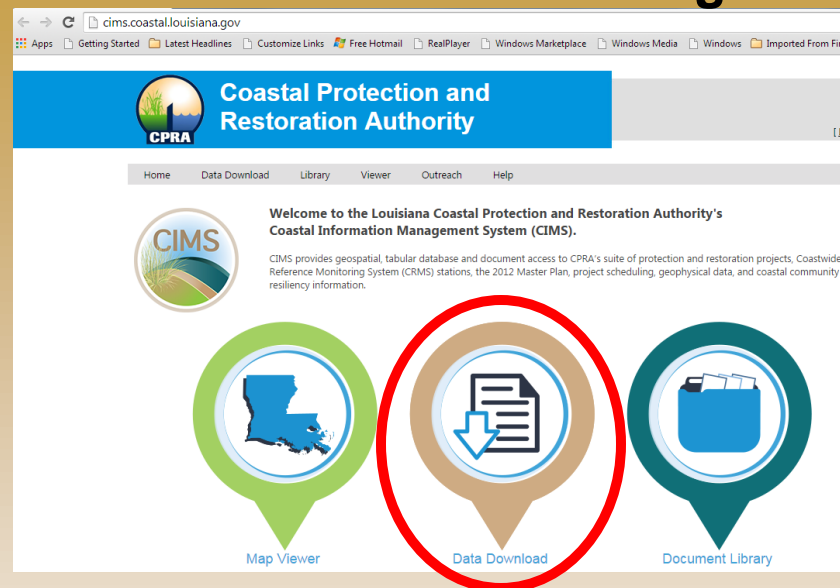 cims.coastal.louisiana.gov
Apps Getting Started Latest Headlines Customize Links Free Hotmail RealPlayer Windows Marketplace Windows Media Windows Imported From
Coastal Protection and
Restoration Authority
CPRA
Home Data Download Library Viewer Outreach Help
CIMS
Welcome to the Louisiana Coastal Protection and Restoration Authority's
Coastal Information Management System (CIMS).
CIMS provides geospatial, tabular database and document access to CPRA's suite of protection and restoration projects, Coastwide
Reference Monitoring System (CRMS) stations, the 2012 Master Plan, project scheduling, geophysical data, and coastal community
resiliency information.
Map Viewer Data Download Document Library